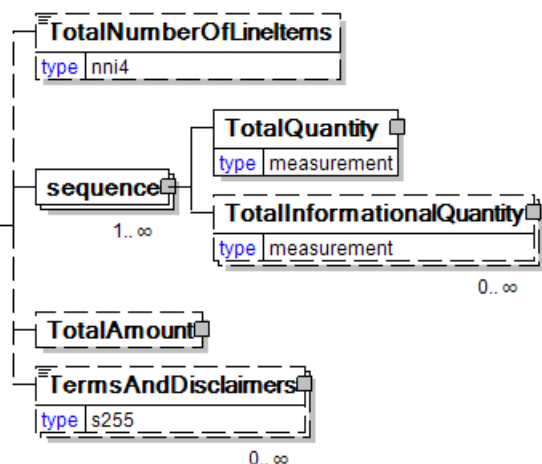 TotalNumberOfLineItems
type nni4
TotalQuantity
type measurement
sequence
1.. ∞
TotalInformationalQuantity
type measurement
0.. ∞
TotalAmount
TermsAndDisclaimers
type s255
0.. ∞